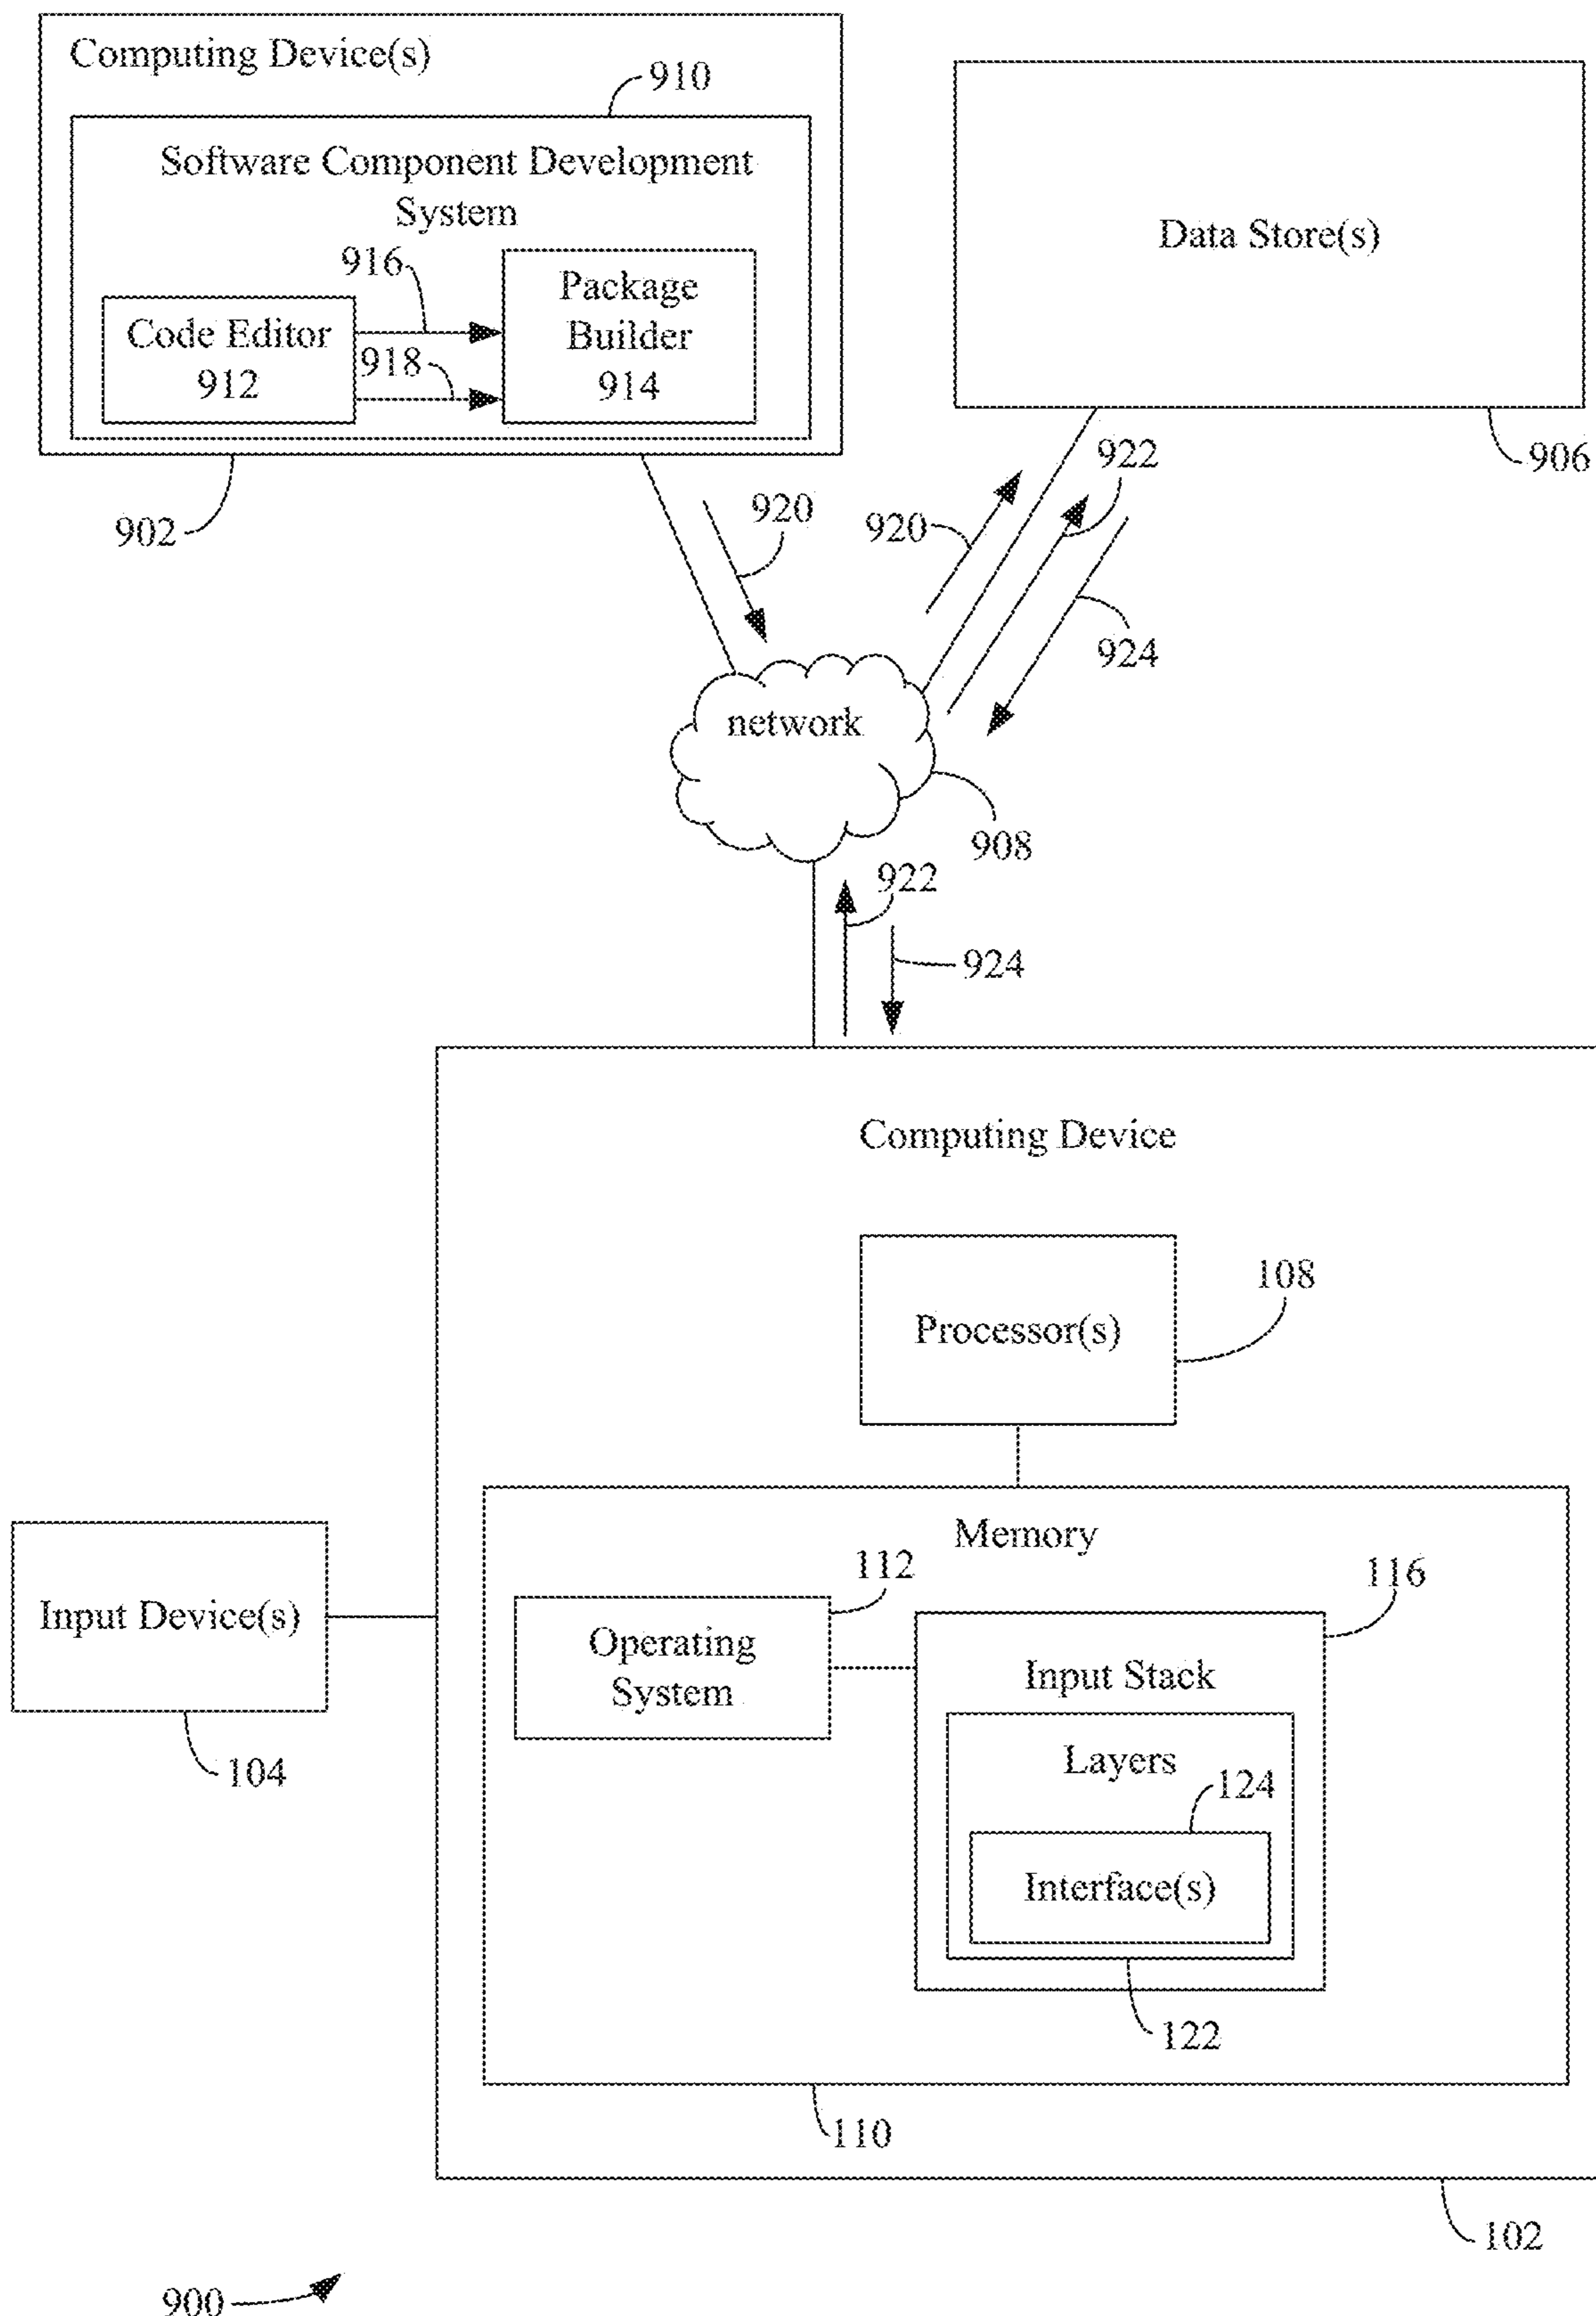 Computing Device(s)
910
Software Component Development
System
916
Package
Builder
914
Code Editor
912
918
902
Data Store(s)
906
920
920
922
924
network
908
922
924
Computing Device
Processor(s)
108
Memory
112
116
Operating
System
Input Stack
Layers
124
Interface(s)
122
110
Input Device(s)
104
102
900